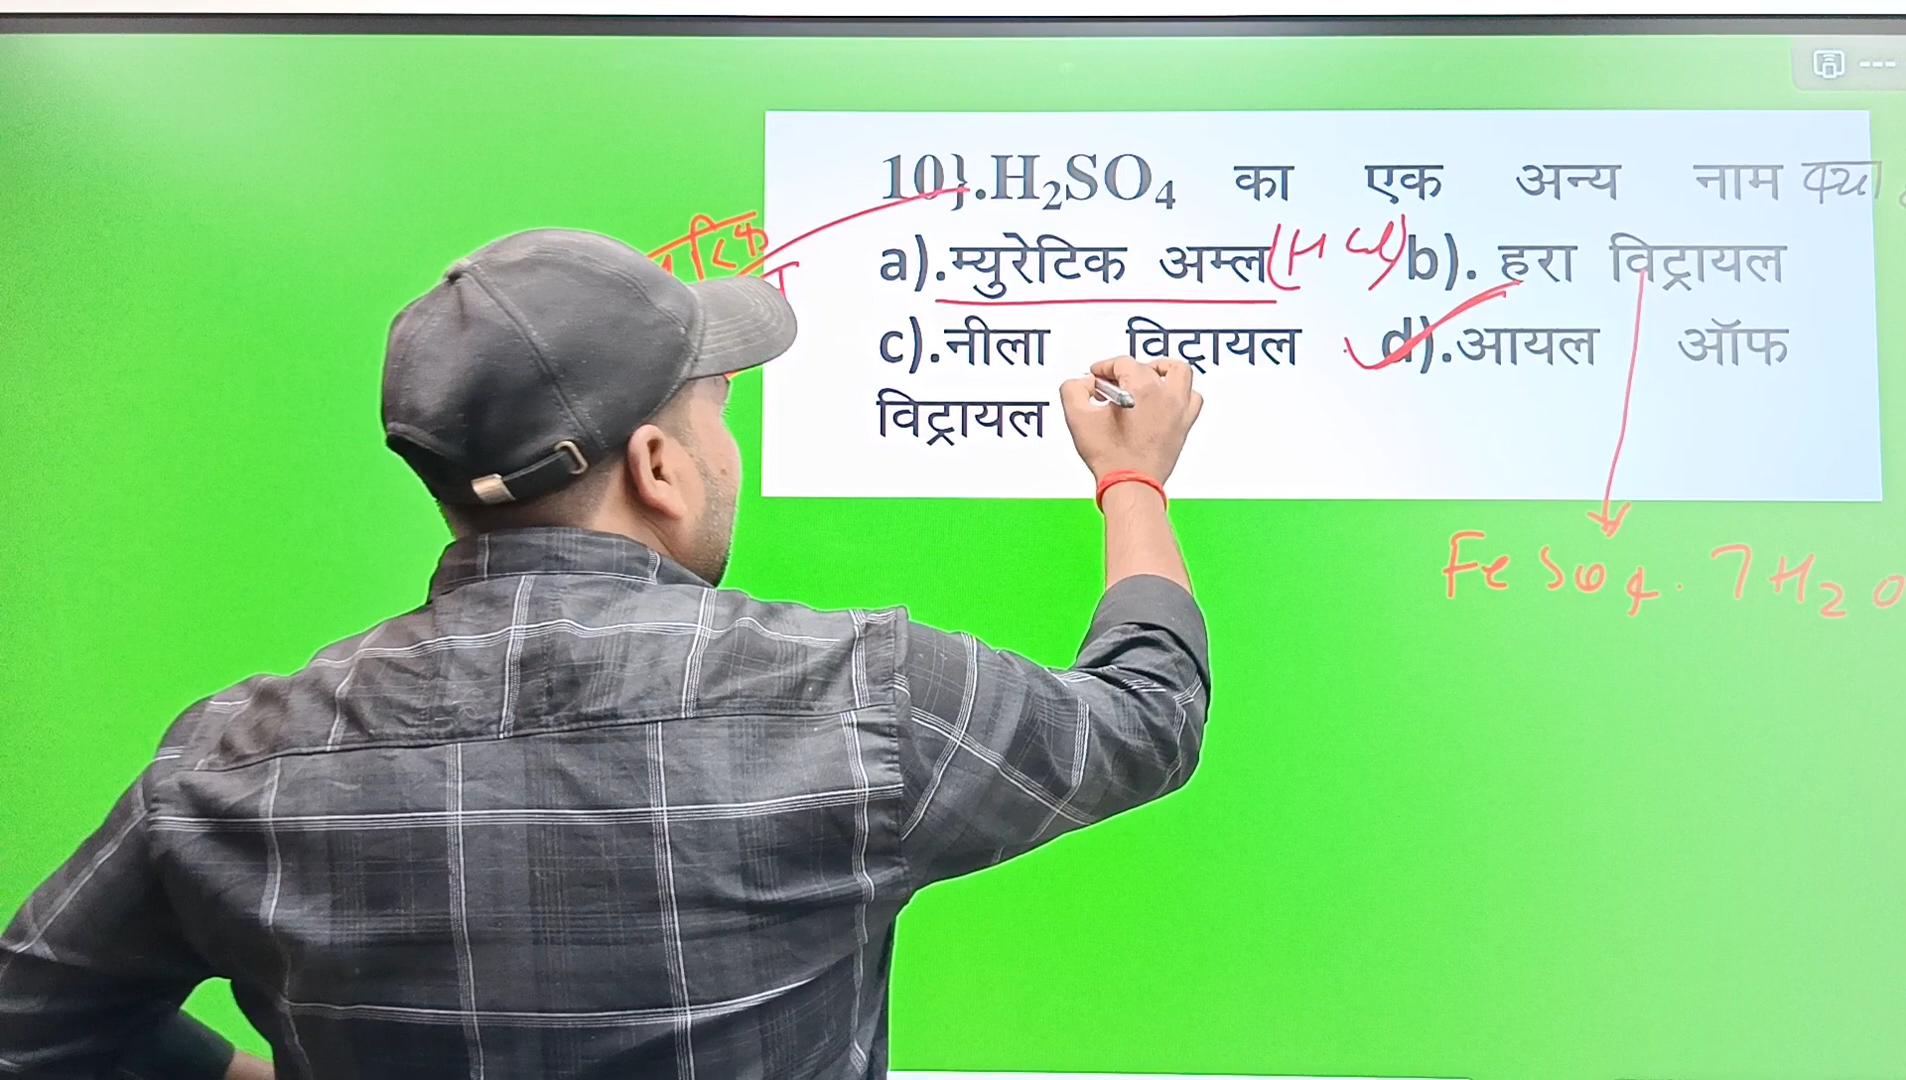 10}.H₂SO₄ का एक अन्य नाम क्या
a).म्युरेटिक अम्ल (HCl) b). हरा विट्रायल
c).नीला विट्रायल d).आयल ऑफ
विट्रायल
FeSO₄.7H₂O